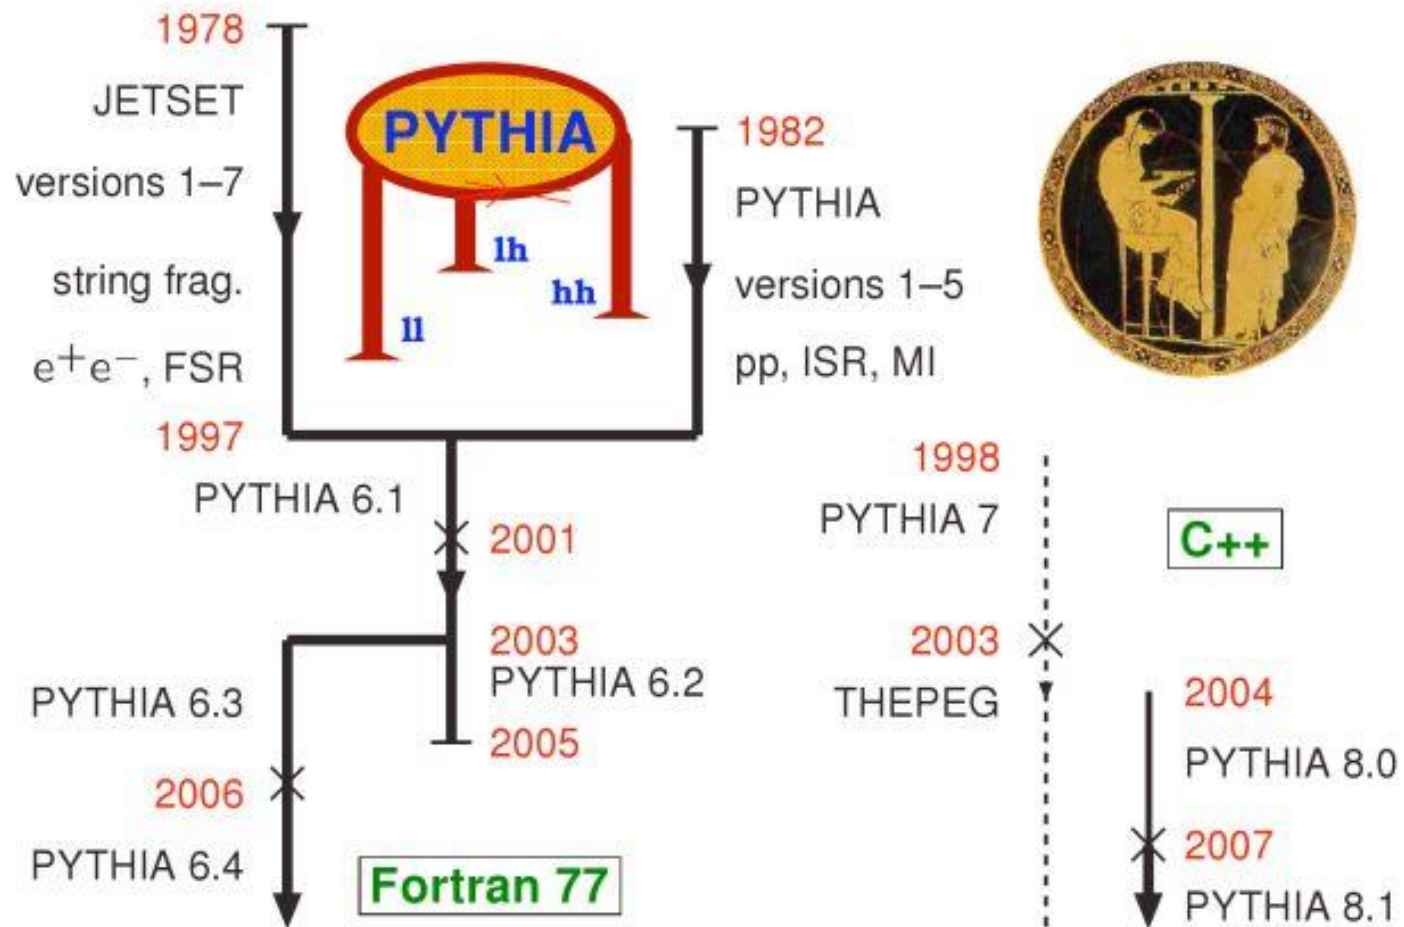 1978
JETSET
versions 1–7
string frag.
e⁺e⁻, FSR
1997
PYTHIA
lh
hh
ll
1982
PYTHIA
versions 1–5
pp, ISR, MI
PYTHIA 6.1
2001
2003
PYTHIA 6.2
2005
PYTHIA 6.3
2006
PYTHIA 6.4
Fortran 77
1998
PYTHIA 7
2003
THEPEG
C++
2004
PYTHIA 8.0
2007
PYTHIA 8.1